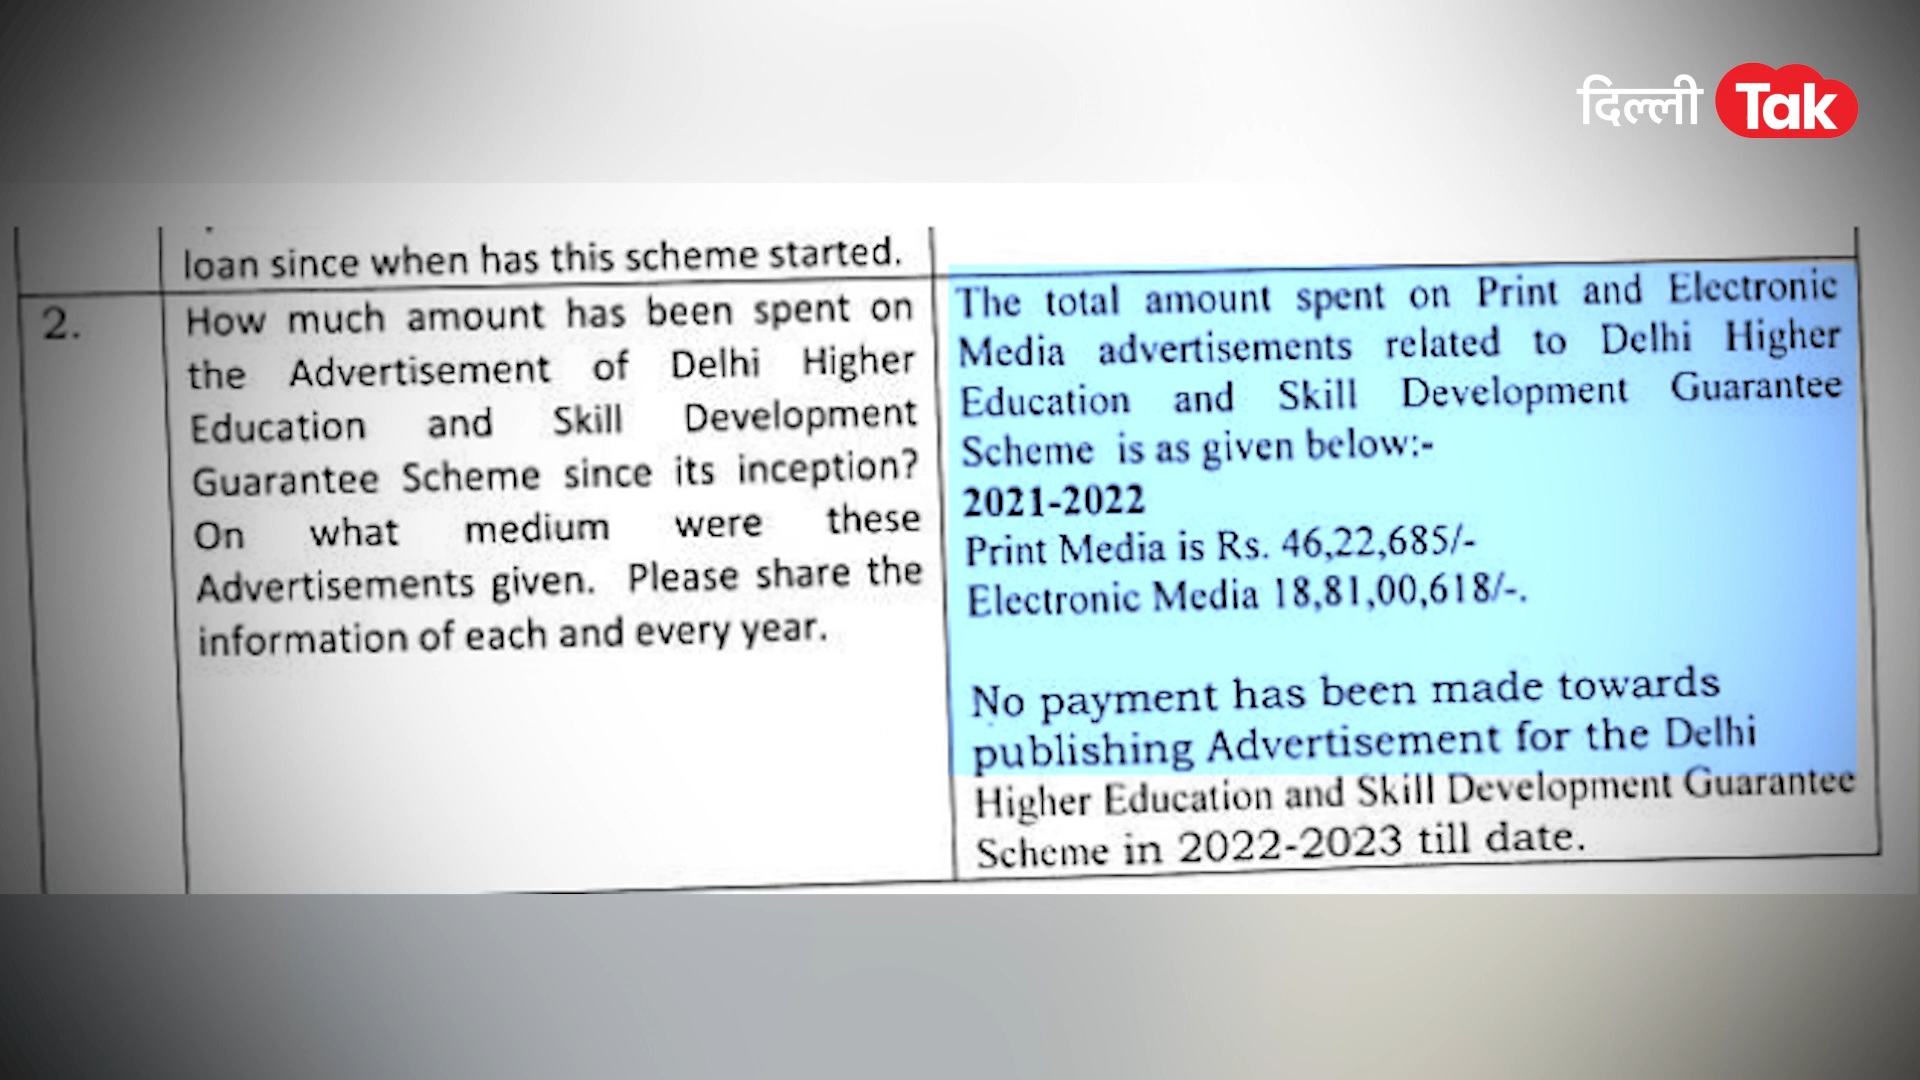 दिल्ली Tak
loan since when has this scheme started.
2.
How much amount has been spent on
the Advertisement of Delhi Higher
Education and Skill Development
Guarantee Scheme since its inception?
On what medium were these
Advertisements given. Please share the
information of each and every year.
The total amount spent on Print and Electronic
Media advertisements related to Delhi Higher
Education and Skill Development Guarantee
Scheme is as given below:-
2021-2022
Print Media is Rs. 46,22,685/-
Electronic Media 18,81,00,618/-.
No payment has been made towards
publishing Advertisement for the Delhi
Higher Education and Skill Development Guarantee
Scheme in 2022-2023 till date.